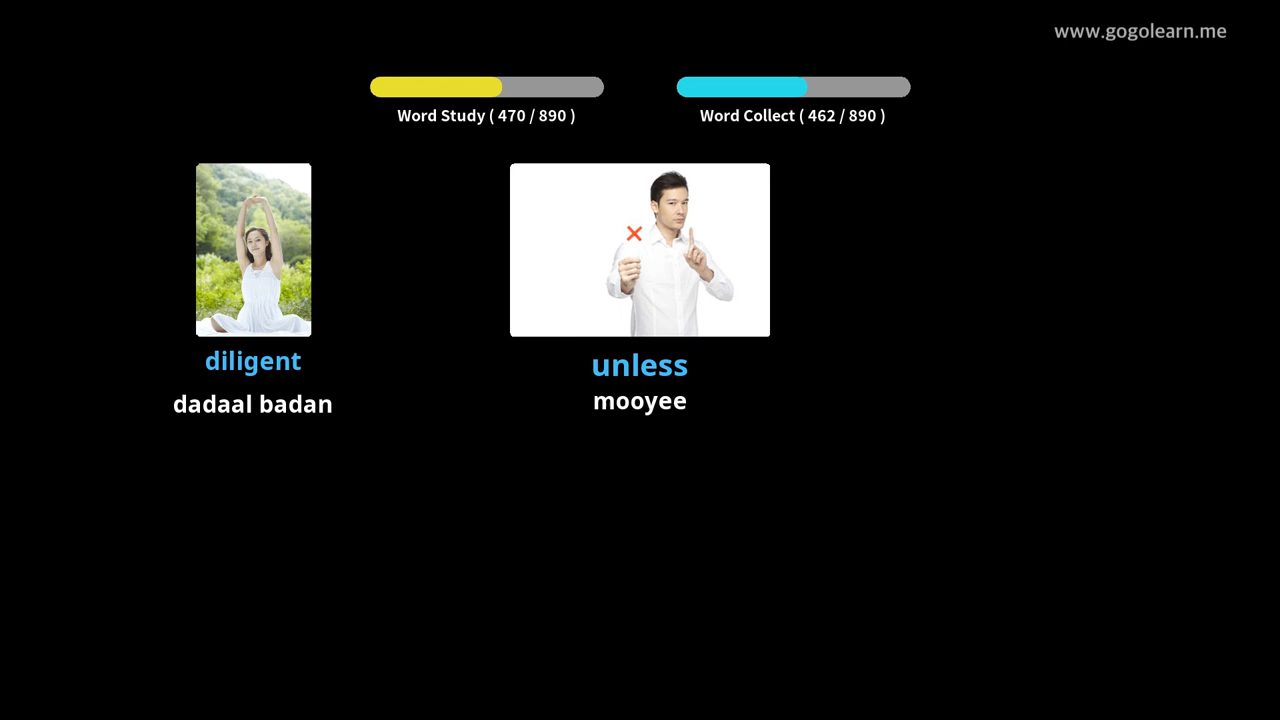 www.gogolearn.me
Word Study ( 470 / 890 )
Word Collect ( 462 / 890 )
diligent
dadaal badan
unless
mooyee